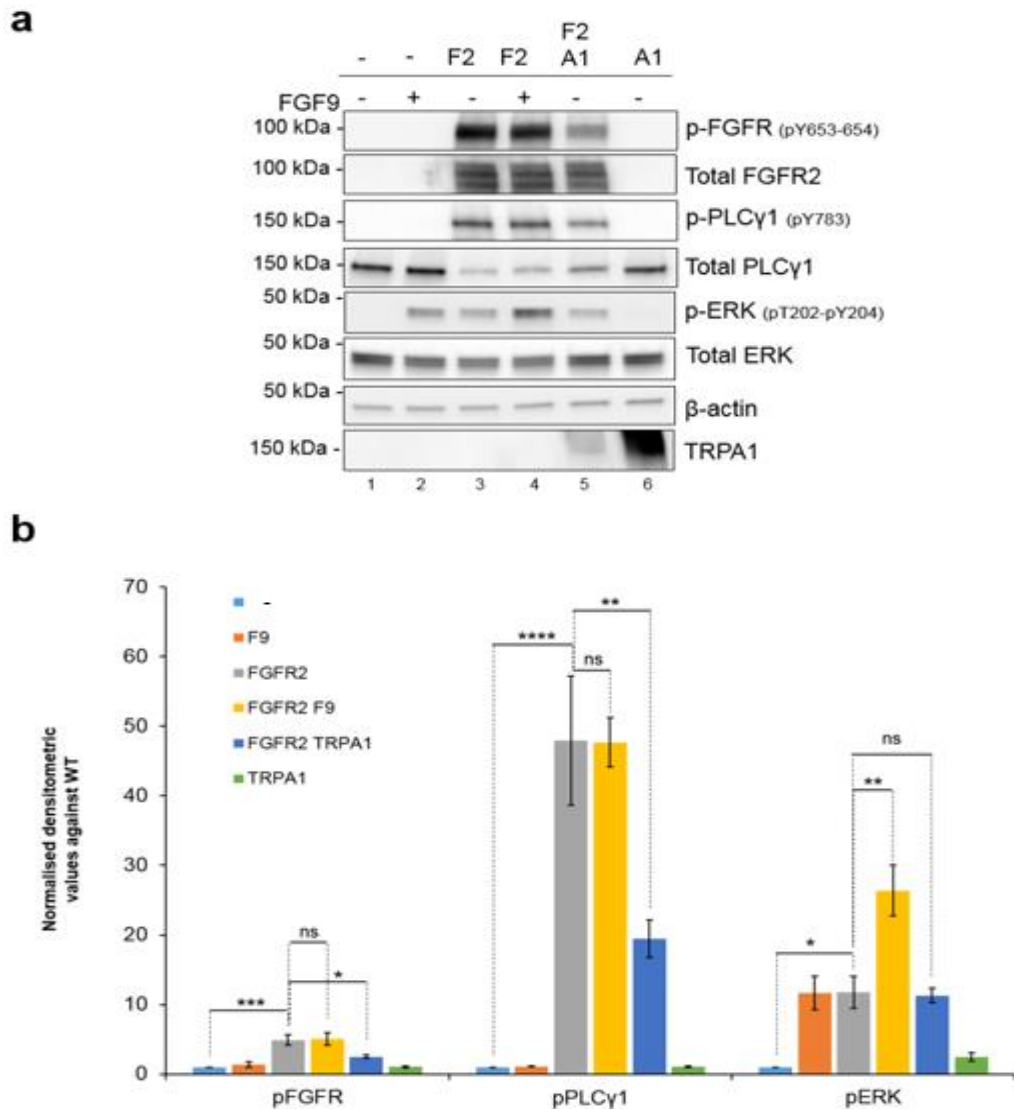 a
F2
- - F2 F2 A1 A1
FGF9 - + - + - -
100 kDa - p-FGFR (pY653-654)
100 kDa - Total FGFR2
150 kDa - p-PLCγ1 (pY783)
150 kDa - Total PLCγ1
50 kDa - p-ERK (pT202-pY204)
50 kDa - Total ERK
50 kDa - β-actin
150 kDa - TRPA1
1 2 3 4 5 6
b
Normalised densitometric
values against WT
70
60
50
40
30
20
10
0
-
F9
FGFR2
FGFR2 F9
FGFR2 TRPA1
TRPA1
***
ns
*
****
ns
**
*
**
ns
pFGFR pPLCγ1 pERK